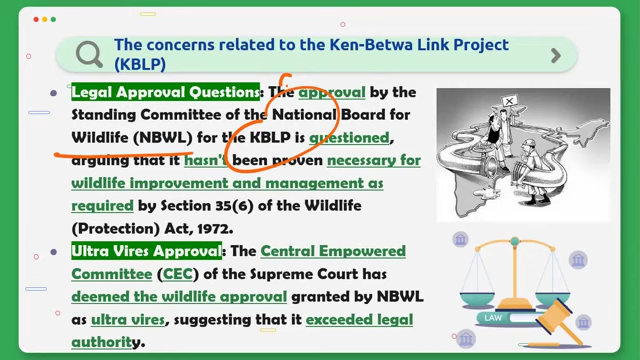 The concerns related to the Ken-Betwa Link Project
(KBLP)
Legal Approval Questions: The approval by the
Standing Committee of the National Board for
Wildlife (NBWL) for the KBLP is questioned,
arguing that it hasn't been proven necessary for
wildlife improvement and management as
required by Section 35(6) of the Wildlife
(Protection) Act, 1972.
Ultra Vires Approval: The Central Empowered
Committee (CEC) of the Supreme Court has
deemed the wildlife approval granted by NBWL
as ultra vires, suggesting that it exceeded legal
authority.
LAW